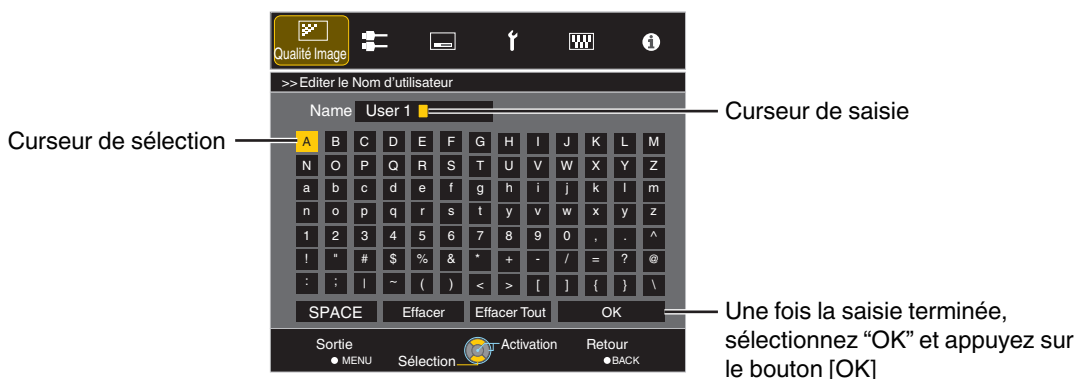 Qualité Image
>>Editer le Nom d'utilisateur
Name User 1
Curseur de saisie
Curseur de sélection
A B C D E F G H I J K L M
N O P Q R S T U V W X Y Z
a b c d e f g h i j k l m
n o p q r s t y v w x y z
1 2 3 4 5 6 7 8 9 0 , . ^
! " # $ % & * + - / = ? @
: ; | ~ ( ) < > [ ] { } \
SPACE Effacer Effacer Tout OK
Une fois la saisie terminée,
sélectionnez “OK” et appuyez sur
le bouton [OK]
Sortie Activation Retour
MENU Sélection BACK